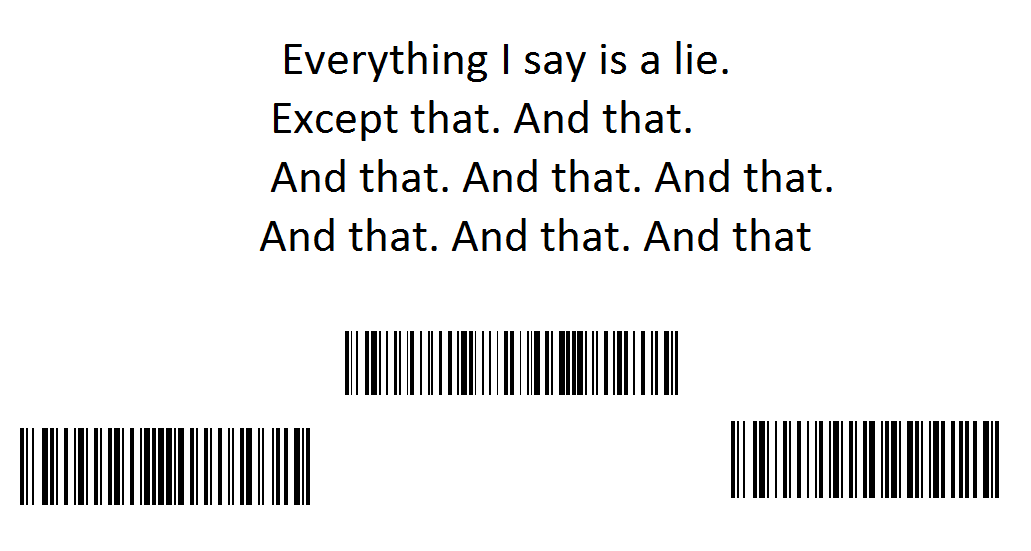 Everything I say is a lie.
Except that. And that.
And that. And that. And that.
And that. And that. And that